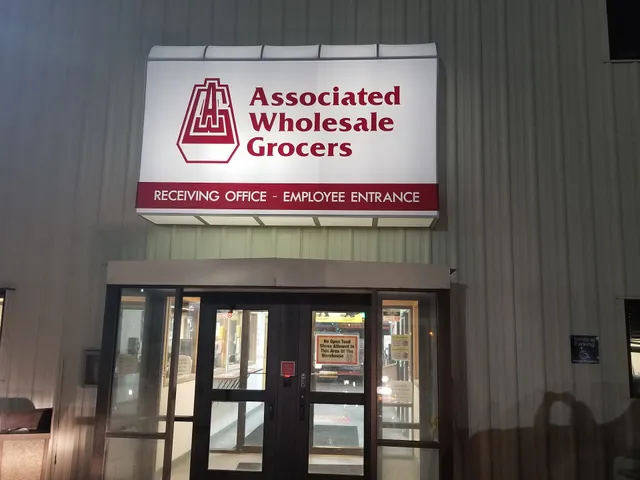 Associated
Wholesale
Grocers
RECEIVING OFFICE - EMPLOYEE ENTRANCE
No Open Toed
Shoes Allowed In
This Area Of The
Warehouse